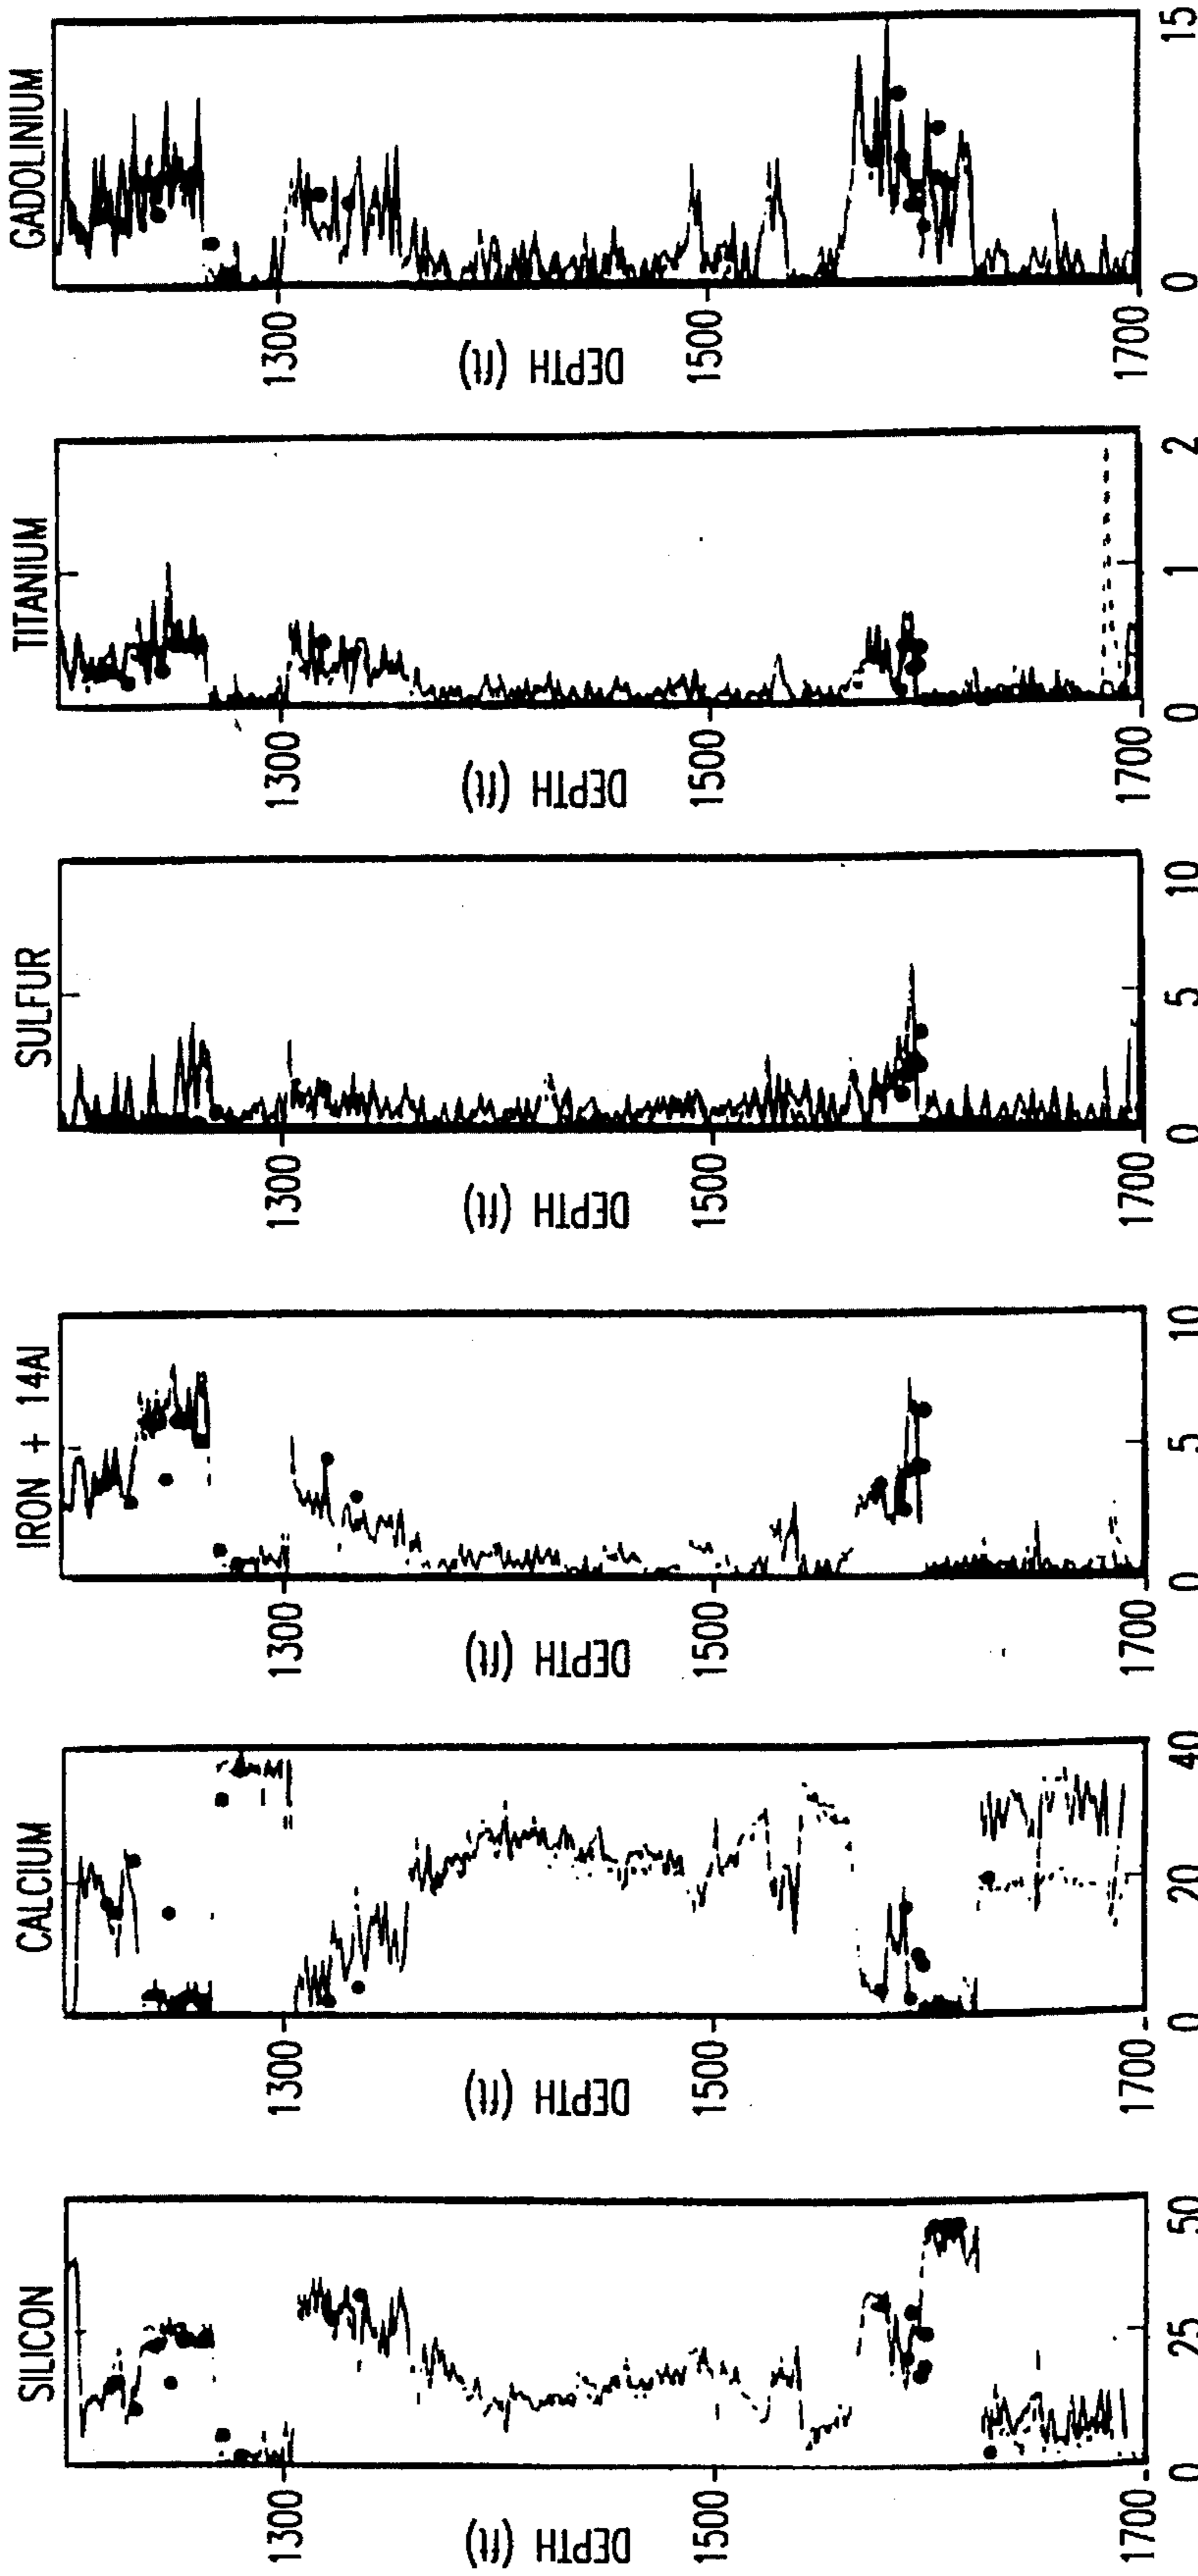 SILICON
1300
DEPTH (ft)
1500
1700
0 25 50
CALCIUM
1300
DEPTH (ft)
1500
1700
0 20 40
IRON + 14Al
1300
DEPTH (ft)
1500
1700
0 5 10
SULFUR
1300
DEPTH (ft)
1500
1700
0 5 10
TITANIUM
1300
DEPTH (ft)
1500
1700
0 1 2
GADOLINIUM
1300
DEPTH (ft)
1500
1700
0 15